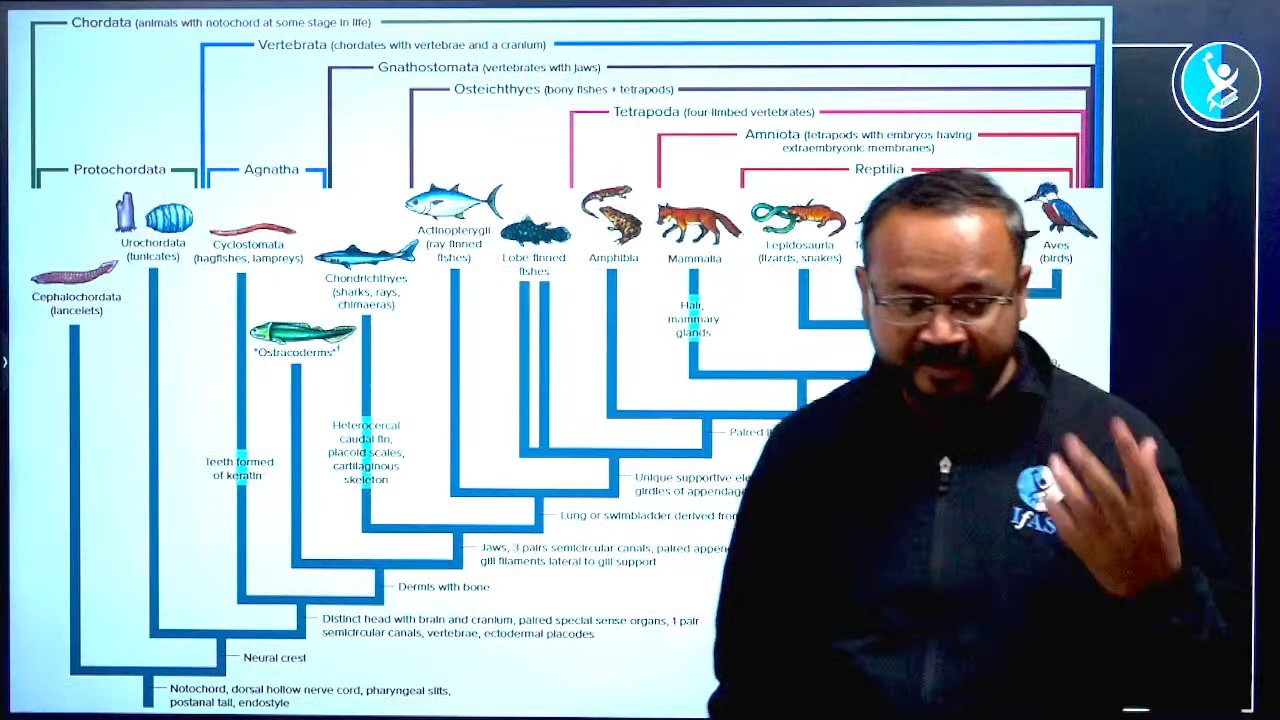 Chordata (animals with notochord at some stage in life)
Vertebrata (chordates with vertebrae and a cranium)
Gnathostomata (vertebrates with jaws)
Osteichthyes (bony fishes + tetrapods)
Tetrapoda (four-limbed vertebrates)
Amniota (tetrapods with embryos having
extraembryonic membranes)
Protochordata
Agnatha
Reptilia
Urochordata
(tunicates)
Cyclostomata
(hagfishes, lampreys)
Actinopterygii
(ray finned
fishes)
Lobe finned
fishes
Amphibia
Mammalia
Lepidosauria
(lizards, snakes)
Aves
(birds)
Cephalochordata
(lancelets)
Chondrichthyes
(sharks, rays,
chimaeras)
"Ostracoderms"†
Hair,
mammary
glands
Heterocercal
caudal fin,
placoid scales,
cartilaginous
skeleton
Teeth formed
of keratin
Paired
Unique supportive
girdles of
Lung or swimbladder derived
Jaws, 3 pairs semicircular canals, paired
gill filaments lateral to gill support
Dermis with bone
Distinct head with brain and cranium, paired special sense organs, 1 pair
semicircular canals, vertebrae, ectodermal placodes
Neural crest
Notochord, dorsal hollow nerve cord, pharyngeal slits,
postanal tail, endostyle
IFAS